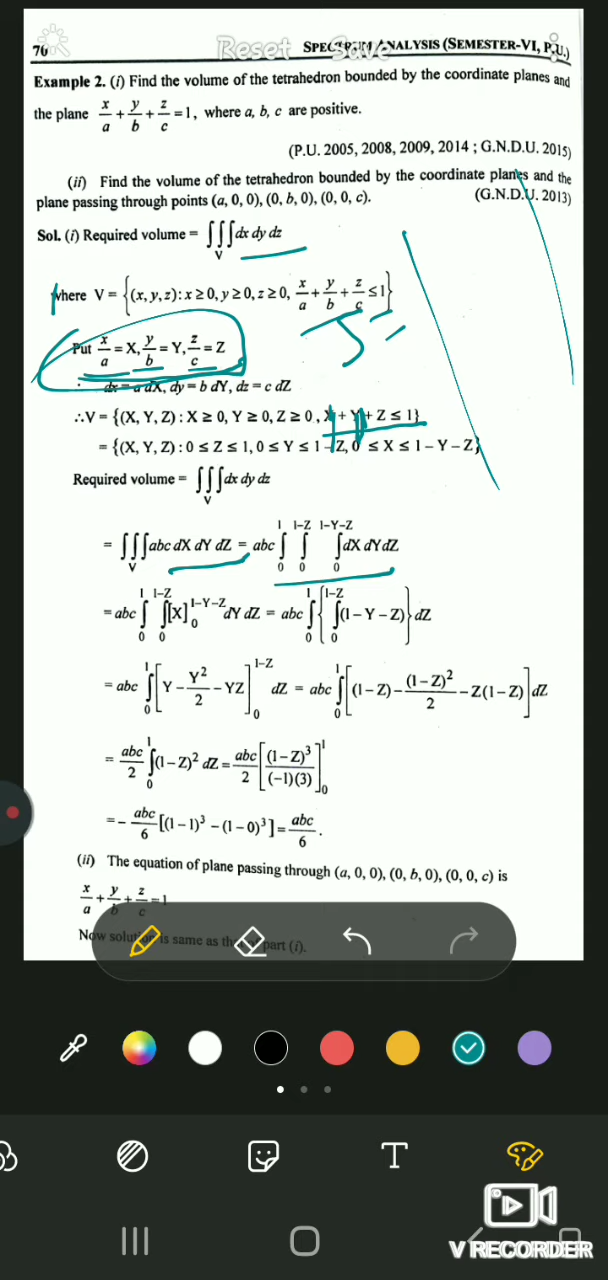 70 SPECTRUM ANALYSIS (SEMESTER-VI, P.U.)
Reset Save
Example 2. (i) Find the volume of the tetrahedron bounded by the coordinate planes and
the plane x/a + y/b + z/c = 1, where a, b, c are positive.
(P.U. 2005, 2008, 2009, 2014 ; G.N.D.U. 2015)
(ii) Find the volume of the tetrahedron bounded by the coordinate planes and the
plane passing through points (a, 0, 0), (0, b, 0), (0, 0, c). (G.N.D.U. 2013)
Sol. (i) Required volume = ∫∫∫_V dx dy dz
where V = {(x, y, z) : x ≥ 0, y ≥ 0, z ≥ 0, x/a + y/b + z/c ≤ 1}
J =
Put x/a = X, y/b = Y, z/c = Z
∴ dx = a dX, dy = b dY, dz = c dZ
∴ V = {(X, Y, Z) : X ≥ 0, Y ≥ 0, Z ≥ 0, X + Y + Z ≤ 1}
= {(X, Y, Z) : 0 ≤ Z ≤ 1, 0 ≤ Y ≤ 1 – Z, 0 ≤ X ≤ 1 – Y – Z}
Required volume = ∫∫∫_V dx dy dz
= ∫∫∫_V abc dX dY dZ = abc ∫_0^1 ∫_0^{1–Z} ∫_0^{1–Y–Z} dX dY dZ
= abc ∫_0^1 ∫_0^{1–Z} [X]_0^{1–Y–Z} dY dZ = abc ∫_0^1 {∫_0^{1–Z} (1 – Y – Z)} dZ
= abc ∫_0^1 [Y – Y²/2 – YZ]_0^{1–Z} dZ = abc ∫_0^1 [(1 – Z) – (1 – Z)²/2 – Z(1 – Z)] dZ
= abc/2 ∫_0^1 (1 – Z)² dZ = abc/2 [(1 – Z)³/((–1)(3))]_0^1
= – abc/6 [(1 – 1)³ – (1 – 0)³] = abc/6 .
(ii) The equation of plane passing through (a, 0, 0), (0, b, 0), (0, 0, c) is
x/a + y/b + z/c = 1
Now solution is same as that of part (i).
T
V RECORDER